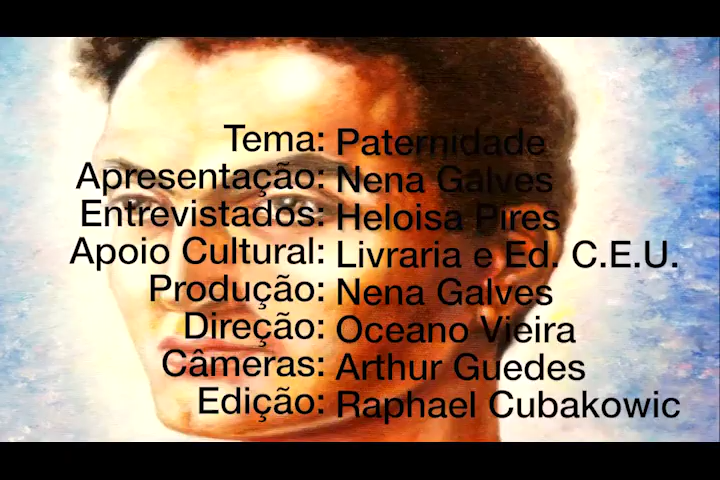 Tema: Paternidade
Apresentação: Nena Galves
Entrevistados: Heloisa Pires
Apoio Cultural: Livraria e Ed. C.E.U.
Produção: Nena Galves
Direção: Oceano Vieira
Câmeras: Arthur Guedes
Edição: Raphael Cubakowic